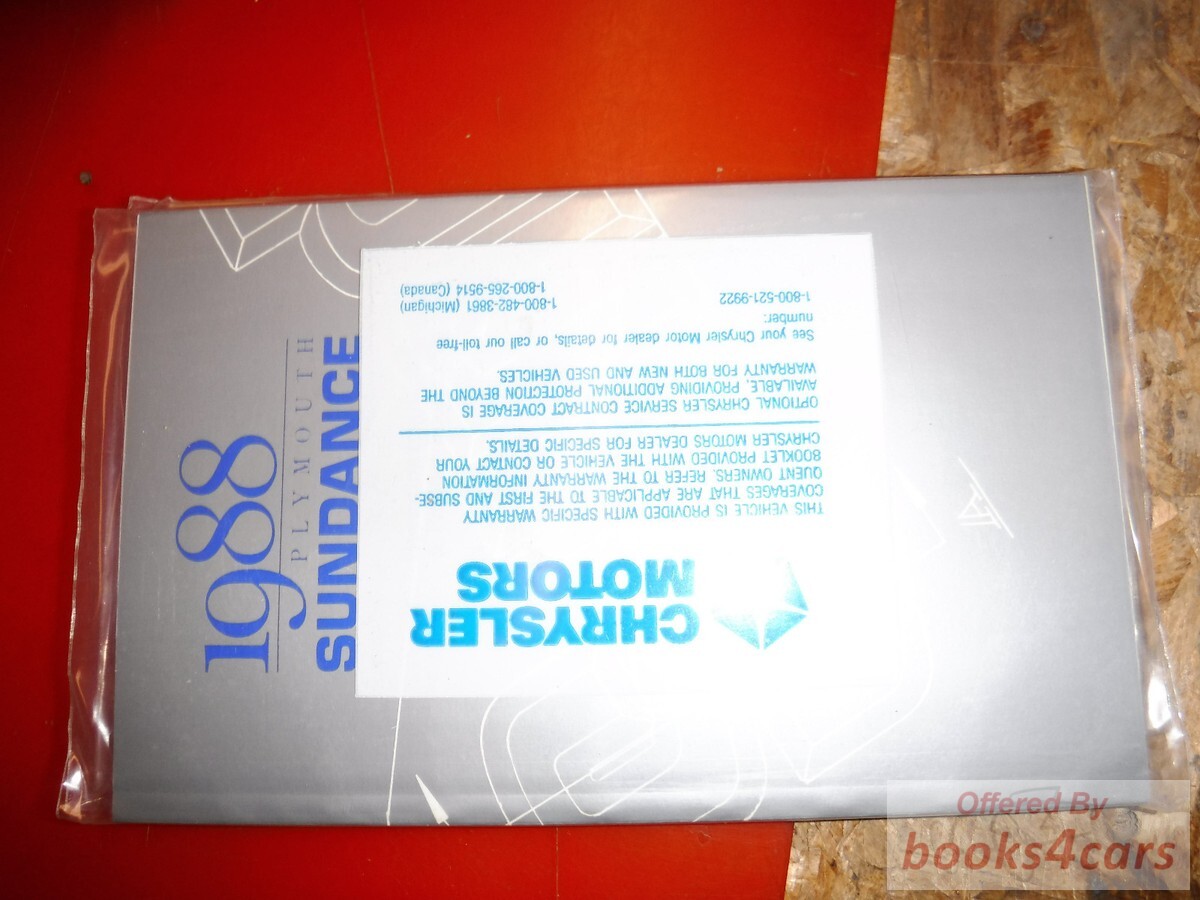 1988
PLYMOUTH
SUNDANCE
CHRYSLER
MOTORS
THIS VEHICLE IS PROVIDED WITH SPECIFIC WARRANTY
COVERAGES THAT ARE APPLICABLE TO THE FIRST AND SUBSE-
QUENT OWNERS. REFER TO THE WARRANTY INFORMATION
BOOKLET PROVIDED WITH THE VEHICLE OR CONTACT YOUR
CHRYSLER MOTORS DEALER FOR SPECIFIC DETAILS.
OPTIONAL CHRYSLER SERVICE CONTRACT COVERAGE IS
AVAILABLE, PROVIDING ADDITIONAL PROTECTION BEYOND THE
WARRANTY FOR BOTH NEW AND USED VEHICLES.
See your Chrysler Motor dealer for details, or call our toll-free
number:
1-800-521-9922 1-800-482-3861 (Michigan)
1-800-265-9514 (Canada)
Offered By
books4cars